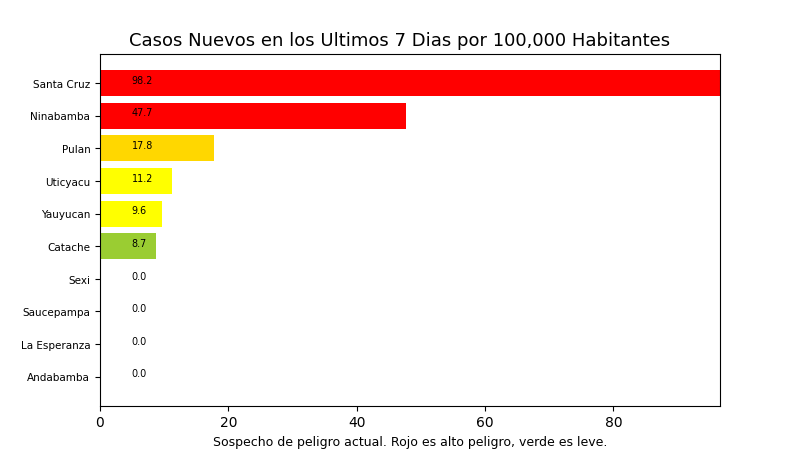 Casos Nuevos en los Ultimos 7 Dias por 100,000 Habitantes
Santa Cruz 98.2
Ninabamba 47.7
Pulan 17.8
Uticyacu 11.2
Yauyucan 9.6
Catache 8.7
Sexi 0.0
Saucepampa 0.0
La Esperanza 0.0
Andabamba 0.0
0 20 40 60 80
Sospecho de peligro actual. Rojo es alto peligro, verde es leve.